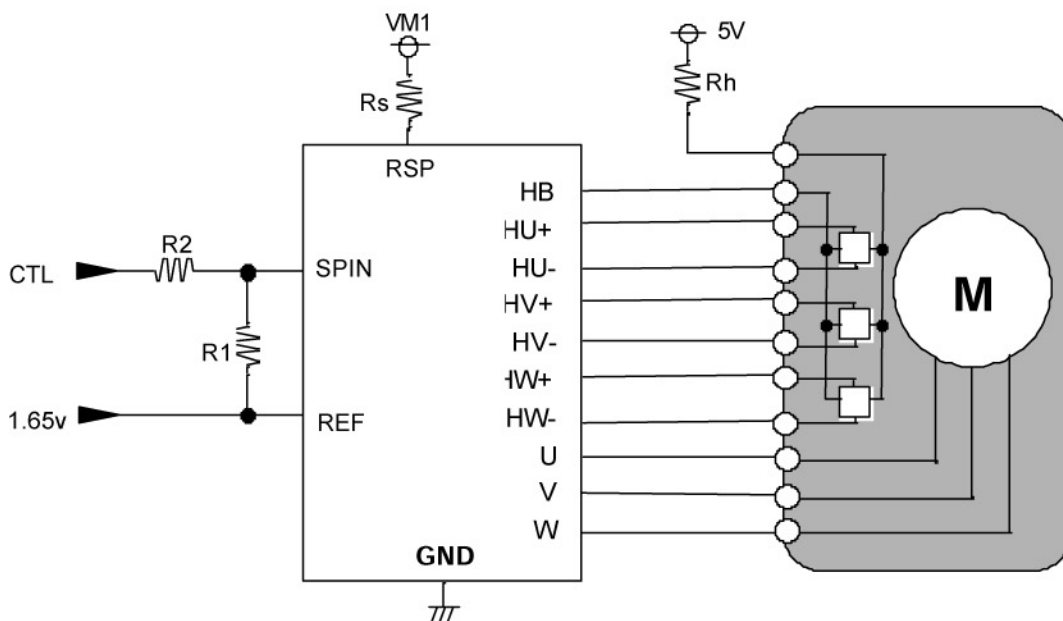 VM1
5V
Rs
Rh
RSP
HB
HU+
R2
CTL
SPIN
HU-
HV+
M
R1
HV-
HW+
1.65v
REF
HW-
U
V
W
GND